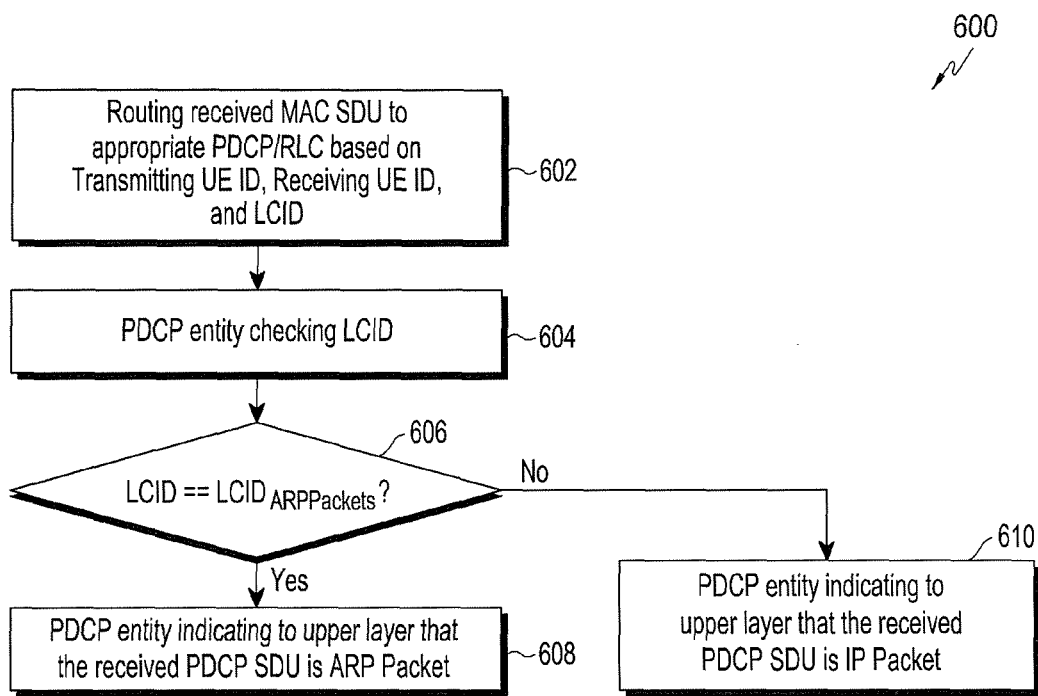 600
Routing received MAC SDU to
appropriate PDCP/RLC based on
Transmitting UE ID, Receiving UE ID,
and LCID
602
PDCP entity checking LCID
604
606
LCID == LCID ARPPackets ?
No
Yes
610
PDCP entity indicating to upper layer that
the received PDCP SDU is ARP Packet
608
PDCP entity indicating to
upper layer that the received
PDCP SDU is IP Packet